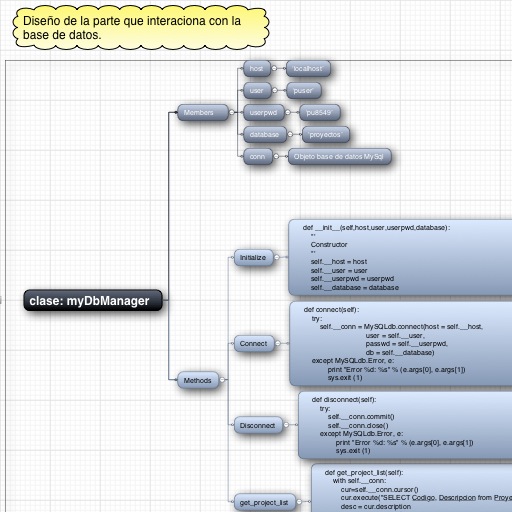 Diseño de la parte que interaciona con la
base de datos.
host
'localhost'
user
'puser'
Members
userpwd
'pu8549'
database
proyectos
conn
Objeto base de datos MySql
clase: myDbManager
Methods
Initialize
def __init__(self,host,user,userpwd,database):
'''
Constructor
'''
self.__host = host
self.__user = user
self.__userpwd = userpwd
self.__database = database
Connect
def connect(self):
try:
self.__conn = MySQLdb.connect(host = self.__host,
user = self.__user,
passwd = self.__userpwd,
db = self.__database)
except MySQLdb.Error, e:
print "Error %d: %s" % (e.args[0], e.args[1])
sys.exit (1)
Disconnect
def disconnect(self):
try:
self.__conn.commit()
self.__conn.close()
except MySQLdb.Error, e:
print "Error %d: %s" % (e.args[0], e.args[1])
sys.exit (1)
get_project_list
def get_project_list(self):
with self.__conn:
cur=self.__conn.cursor()
cur.execute("SELECT Codigo, Descripcion from Proye
desc = cur.description